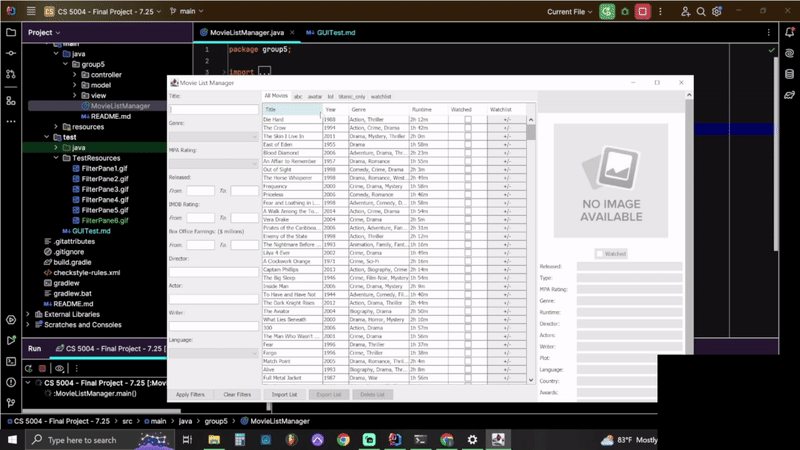 CS CS 5004 - Final Project - 7.25
main
Current File
Project
MovieListManager.java
GUITest.md
main
java
group5
controller
model
view
MovieListManager
README.md
resources
test
java
TestResources
FilterPane1.gif
FilterPane2.gif
FilterPane3.gif
FilterPane4.gif
FilterPane5.gif
FilterPane6.gif
GUITest.md
.gitattributes
.gitignore
build.gradle
checkstyle-rules.xml
gradlew
gradlew.bat
README.md
External Libraries
Scratches and Consoles
1 package group5;
import ...
Movie List Manager
Title:
Genre:
MPA Rating:
Released:
From: To:
IMDB Rating:
From: To:
Box Office Earnings: ($ millions)
From: To:
Director:
Actor:
Writer:
Language:
Apply Filters Clear Filters
All Movies abc avatar lol titanic_only watchlist
Title Year Genre Runtime Watched Watchlist
Die Hard 1988 Action, Thriller 2h 12m +/-
The Crow 1994 Action, Crime, Drama 1h 42m +/-
The Skin I Live In 2011 Drama, Mystery, Thriller 2h 0m +/-
East of Eden 1955 Drama 1h 58m +/-
Blood Diamond 2006 Adventure, Drama, Thr... 2h 23m +/-
An Affair to Remember 1957 Drama, Romance 1h 55m +/-
Out of Sight 1998 Comedy, Crime, Drama 2h 3m +/-
The Horse Whisperer 1998 Drama, Romance, West... 2h 49m +/-
Frequency 2000 Crime, Drama, Mystery 1h 58m +/-
Priceless 2006 Comedy, Romance 1h 46m +/-
Fear and Loathing in L... 1998 Adventure, Comedy, D... 1h 58m +/-
A Walk Among the To... 2014 Action, Crime, Drama 1h 54m +/-
Vera Drake 2004 Crime, Drama 2h 5m +/-
Pirates of the Caribbea... 2006 Action, Adventure, Fan... 2h 31m +/-
Enemy of the State 1998 Action, Thriller 2h 12m +/-
The Nightmare Before ... 1993 Animation, Family, Fant... 1h 16m +/-
Lilya 4-Ever 2002 Crime, Drama 1h 49m +/-
A Clockwork Orange 1971 Crime, Sci-Fi 2h 16m +/-
Captain Phillips 2013 Action, Biography, Crime 2h 14m +/-
The Big Sleep 1946 Crime, Film-Noir, Mystery 1h 54m +/-
Inside Man 2006 Crime, Drama, Mystery 2h 9m +/-
To Have and Have Not 1944 Adventure, Comedy, Fil... 1h 40m +/-
The Dark Knight Rises 2012 Action, Drama, Thriller 2h 44m +/-
The Aviator 2004 Biography, Drama 2h 50m +/-
What Lies Beneath 2000 Drama, Horror, Mystery 2h 10m +/-
300 2006 Action, Drama 1h 57m +/-
The Man Who Wasn't ... 2001 Crime, Drama 1h 56m +/-
Fear 1996 Drama, Thriller 1h 37m +/-
Fargo 1996 Crime, Thriller 1h 38m +/-
Match Point 2005 Drama, Romance, Thriller 2h 4m +/-
Alive 1993 Biography, Drama, Thr... 2h 0m +/-
Full Metal Jacket 1987 Drama, War 1h 56m +/-
Import List Export List Delete List
NO IMAGE
AVAILABLE
Watched
Released:
Type:
MPA Rating:
Genre:
Runtime:
Director:
Actors:
Writer:
Plot:
Language:
Country:
Awards:
Run CS 5004 - Final Project - 7.25 [:MovieListManager...
CS 5004 - Final Project - 7.25 [:Mov
:MovieListManager.main()
CS 5004 - Final Project - 7.25 > src > main > java > group5 > MovieListManager
Type here to search
83°F Mostly